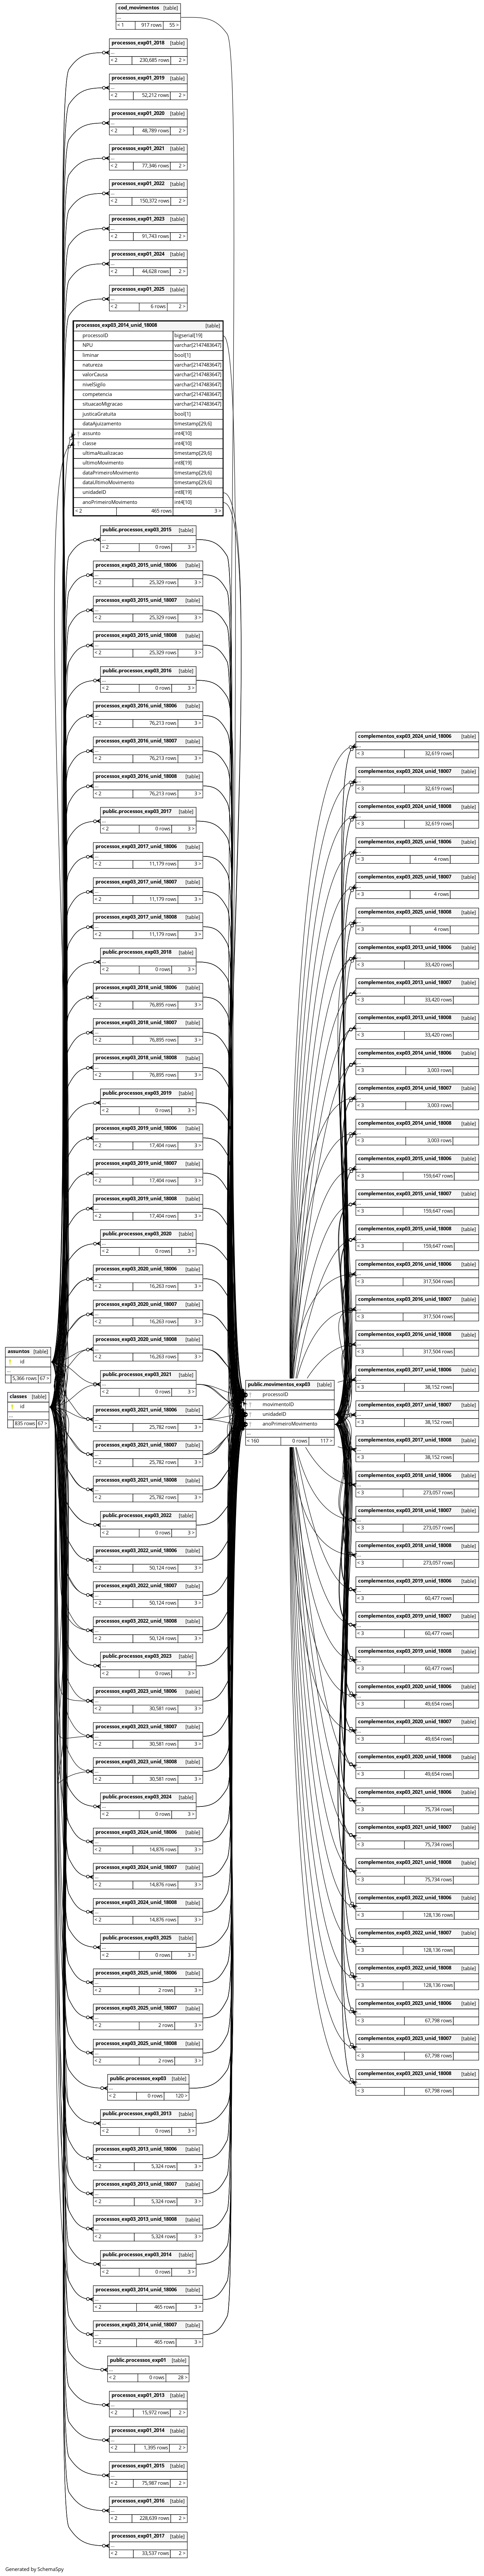 cod_movimentos [table]
...
< 1 917 rows 55 >
processos_exp01_2018 [table]
...
< 2 230,685 rows 2 >
processos_exp01_2019 [table]
...
< 2 52,212 rows 2 >
processos_exp01_2020 [table]
...
< 2 48,789 rows 2 >
processos_exp01_2021 [table]
...
< 2 77,346 rows 2 >
processos_exp01_2022 [table]
...
< 2 150,372 rows 2 >
processos_exp01_2023 [table]
...
< 2 91,743 rows 2 >
processos_exp01_2024 [table]
...
< 2 44,628 rows 2 >
processos_exp01_2025 [table]
...
< 2 6 rows 2 >
processos_exp03_2014_unid_18008 [table]
processoID bigserial[19]
NPU varchar[2147483647]
liminar bool[1]
natureza varchar[2147483647]
valorCausa varchar[2147483647]
nivelSigilo varchar[2147483647]
competencia varchar[2147483647]
situacaoMigracao varchar[2147483647]
justicaGratuita bool[1]
dataAjuizamento timestamp[29,6]
assunto int4[10]
classe int4[10]
ultimaAtualizacao timestamp[29,6]
ultimoMovimento int8[19]
dataPrimeiroMovimento timestamp[29,6]
dataUltimoMovimento timestamp[29,6]
unidadeID int8[19]
anoPrimeiroMovimento int4[10]
< 2 465 rows 3 >
public.processos_exp03_2015 [table]
...
< 2 0 rows 3 >
processos_exp03_2015_unid_18006 [table]
...
< 2 25,329 rows 3 >
processos_exp03_2015_unid_18007 [table]
...
< 2 25,329 rows 3 >
processos_exp03_2015_unid_18008 [table]
...
< 2 25,329 rows 3 >
public.processos_exp03_2016 [table]
...
< 2 0 rows 3 >
processos_exp03_2016_unid_18006 [table]
...
< 2 76,213 rows 3 >
processos_exp03_2016_unid_18007 [table]
...
< 2 76,213 rows 3 >
processos_exp03_2016_unid_18008 [table]
...
< 2 76,213 rows 3 >
public.processos_exp03_2017 [table]
...
< 2 0 rows 3 >
processos_exp03_2017_unid_18006 [table]
...
< 2 11,179 rows 3 >
processos_exp03_2017_unid_18007 [table]
...
< 2 11,179 rows 3 >
processos_exp03_2017_unid_18008 [table]
...
< 2 11,179 rows 3 >
public.processos_exp03_2018 [table]
...
< 2 0 rows 3 >
processos_exp03_2018_unid_18006 [table]
...
< 2 76,895 rows 3 >
processos_exp03_2018_unid_18007 [table]
...
< 2 76,895 rows 3 >
processos_exp03_2018_unid_18008 [table]
...
< 2 76,895 rows 3 >
public.processos_exp03_2019 [table]
...
< 2 0 rows 3 >
processos_exp03_2019_unid_18006 [table]
...
< 2 17,404 rows 3 >
processos_exp03_2019_unid_18007 [table]
...
< 2 17,404 rows 3 >
processos_exp03_2019_unid_18008 [table]
...
< 2 17,404 rows 3 >
public.processos_exp03_2020 [table]
...
< 2 0 rows 3 >
processos_exp03_2020_unid_18006 [table]
...
< 2 16,263 rows 3 >
processos_exp03_2020_unid_18007 [table]
...
< 2 16,263 rows 3 >
processos_exp03_2020_unid_18008 [table]
...
< 2 16,263 rows 3 >
assuntos [table]
id
...
5,366 rows 67 >
classes [table]
id
...
835 rows 67 >
public.processos_exp03_2021 [table]
...
< 2 0 rows 3 >
processos_exp03_2021_unid_18006 [table]
...
< 2 25,782 rows 3 >
processos_exp03_2021_unid_18007 [table]
...
< 2 25,782 rows 3 >
processos_exp03_2021_unid_18008 [table]
...
< 2 25,782 rows 3 >
public.processos_exp03_2022 [table]
...
< 2 0 rows 3 >
processos_exp03_2022_unid_18006 [table]
...
< 2 50,124 rows 3 >
processos_exp03_2022_unid_18007 [table]
...
< 2 50,124 rows 3 >
processos_exp03_2022_unid_18008 [table]
...
< 2 50,124 rows 3 >
public.processos_exp03_2023 [table]
...
< 2 0 rows 3 >
processos_exp03_2023_unid_18006 [table]
...
< 2 30,581 rows 3 >
processos_exp03_2023_unid_18007 [table]
...
< 2 30,581 rows 3 >
processos_exp03_2023_unid_18008 [table]
...
< 2 30,581 rows 3 >
public.processos_exp03_2024 [table]
...
< 2 0 rows 3 >
processos_exp03_2024_unid_18006 [table]
...
< 2 14,876 rows 3 >
processos_exp03_2024_unid_18007 [table]
...
< 2 14,876 rows 3 >
processos_exp03_2024_unid_18008 [table]
...
< 2 14,876 rows 3 >
public.processos_exp03_2025 [table]
...
< 2 0 rows 3 >
processos_exp03_2025_unid_18006 [table]
...
< 2 2 rows 3 >
processos_exp03_2025_unid_18007 [table]
...
< 2 2 rows 3 >
processos_exp03_2025_unid_18008 [table]
...
< 2 2 rows 3 >
public.processos_exp03 [table]
...
< 2 0 rows 120 >
public.processos_exp03_2013 [table]
...
< 2 0 rows 3 >
processos_exp03_2013_unid_18006 [table]
...
< 2 5,324 rows 3 >
processos_exp03_2013_unid_18007 [table]
...
< 2 5,324 rows 3 >
processos_exp03_2013_unid_18008 [table]
...
< 2 5,324 rows 3 >
public.processos_exp03_2014 [table]
...
< 2 0 rows 3 >
processos_exp03_2014_unid_18006 [table]
...
< 2 465 rows 3 >
processos_exp03_2014_unid_18007 [table]
...
< 2 465 rows 3 >
public.processos_exp01 [table]
...
< 2 0 rows 28 >
processos_exp01_2013 [table]
...
< 2 15,972 rows 2 >
processos_exp01_2014 [table]
...
< 2 1,395 rows 2 >
processos_exp01_2015 [table]
...
< 2 75,987 rows 2 >
processos_exp01_2016 [table]
...
< 2 228,639 rows 2 >
processos_exp01_2017 [table]
...
< 2 33,537 rows 2 >
public.movimentos_exp03 [table]
processoID
movimentoID
unidadeID
anoPrimeiroMovimento
...
< 160 0 rows 117 >
complementos_exp03_2024_unid_18006 [table]
...
< 3 32,619 rows
complementos_exp03_2024_unid_18007 [table]
...
< 3 32,619 rows
complementos_exp03_2024_unid_18008 [table]
...
< 3 32,619 rows
complementos_exp03_2025_unid_18006 [table]
...
< 3 4 rows
complementos_exp03_2025_unid_18007 [table]
...
< 3 4 rows
complementos_exp03_2025_unid_18008 [table]
...
< 3 4 rows
complementos_exp03_2013_unid_18006 [table]
...
< 3 33,420 rows
complementos_exp03_2013_unid_18007 [table]
...
< 3 33,420 rows
complementos_exp03_2013_unid_18008 [table]
...
< 3 33,420 rows
complementos_exp03_2014_unid_18006 [table]
...
< 3 3,003 rows
complementos_exp03_2014_unid_18007 [table]
...
< 3 3,003 rows
complementos_exp03_2014_unid_18008 [table]
...
< 3 3,003 rows
complementos_exp03_2015_unid_18006 [table]
...
< 3 159,647 rows
complementos_exp03_2015_unid_18007 [table]
...
< 3 159,647 rows
complementos_exp03_2015_unid_18008 [table]
...
< 3 159,647 rows
complementos_exp03_2016_unid_18006 [table]
...
< 3 317,504 rows
complementos_exp03_2016_unid_18007 [table]
...
< 3 317,504 rows
complementos_exp03_2016_unid_18008 [table]
...
< 3 317,504 rows
complementos_exp03_2017_unid_18006 [table]
...
< 3 38,152 rows
complementos_exp03_2017_unid_18007 [table]
...
< 3 38,152 rows
complementos_exp03_2017_unid_18008 [table]
...
< 3 38,152 rows
complementos_exp03_2018_unid_18006 [table]
...
< 3 273,057 rows
complementos_exp03_2018_unid_18007 [table]
...
< 3 273,057 rows
complementos_exp03_2018_unid_18008 [table]
...
< 3 273,057 rows
complementos_exp03_2019_unid_18006 [table]
...
< 3 60,477 rows
complementos_exp03_2019_unid_18007 [table]
...
< 3 60,477 rows
complementos_exp03_2019_unid_18008 [table]
...
< 3 60,477 rows
complementos_exp03_2020_unid_18006 [table]
...
< 3 49,654 rows
complementos_exp03_2020_unid_18007 [table]
...
< 3 49,654 rows
complementos_exp03_2020_unid_18008 [table]
...
< 3 49,654 rows
complementos_exp03_2021_unid_18006 [table]
...
< 3 75,734 rows
complementos_exp03_2021_unid_18007 [table]
...
< 3 75,734 rows
complementos_exp03_2021_unid_18008 [table]
...
< 3 75,734 rows
complementos_exp03_2022_unid_18006 [table]
...
< 3 128,136 rows
complementos_exp03_2022_unid_18007 [table]
...
< 3 128,136 rows
complementos_exp03_2022_unid_18008 [table]
...
< 3 128,136 rows
complementos_exp03_2023_unid_18006 [table]
...
< 3 67,798 rows
complementos_exp03_2023_unid_18007 [table]
...
< 3 67,798 rows
complementos_exp03_2023_unid_18008 [table]
...
< 3 67,798 rows
Generated by SchemaSpy